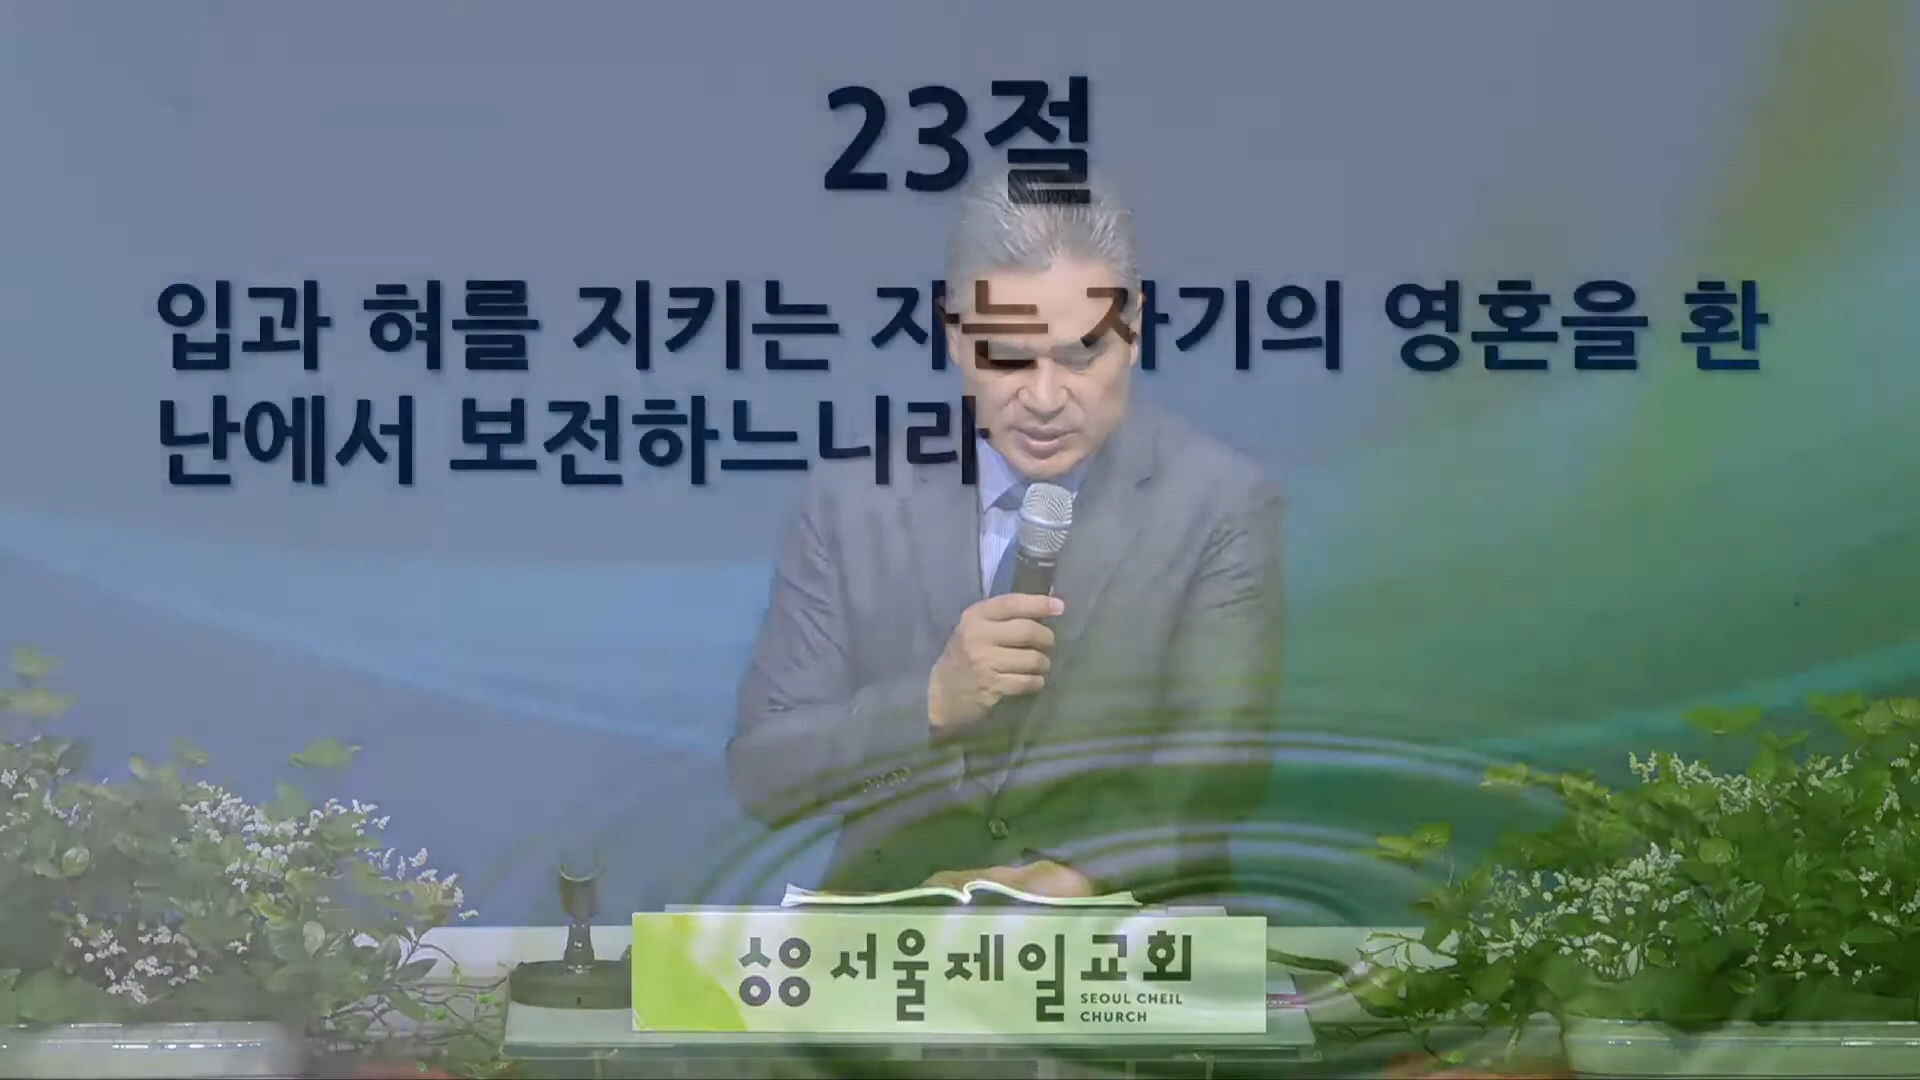 23절
입과 혀를 지키는 자는 자기의 영혼을 환
난에서 보전하느니라
서울제일교회
SEOUL CHEIL
CHURCH